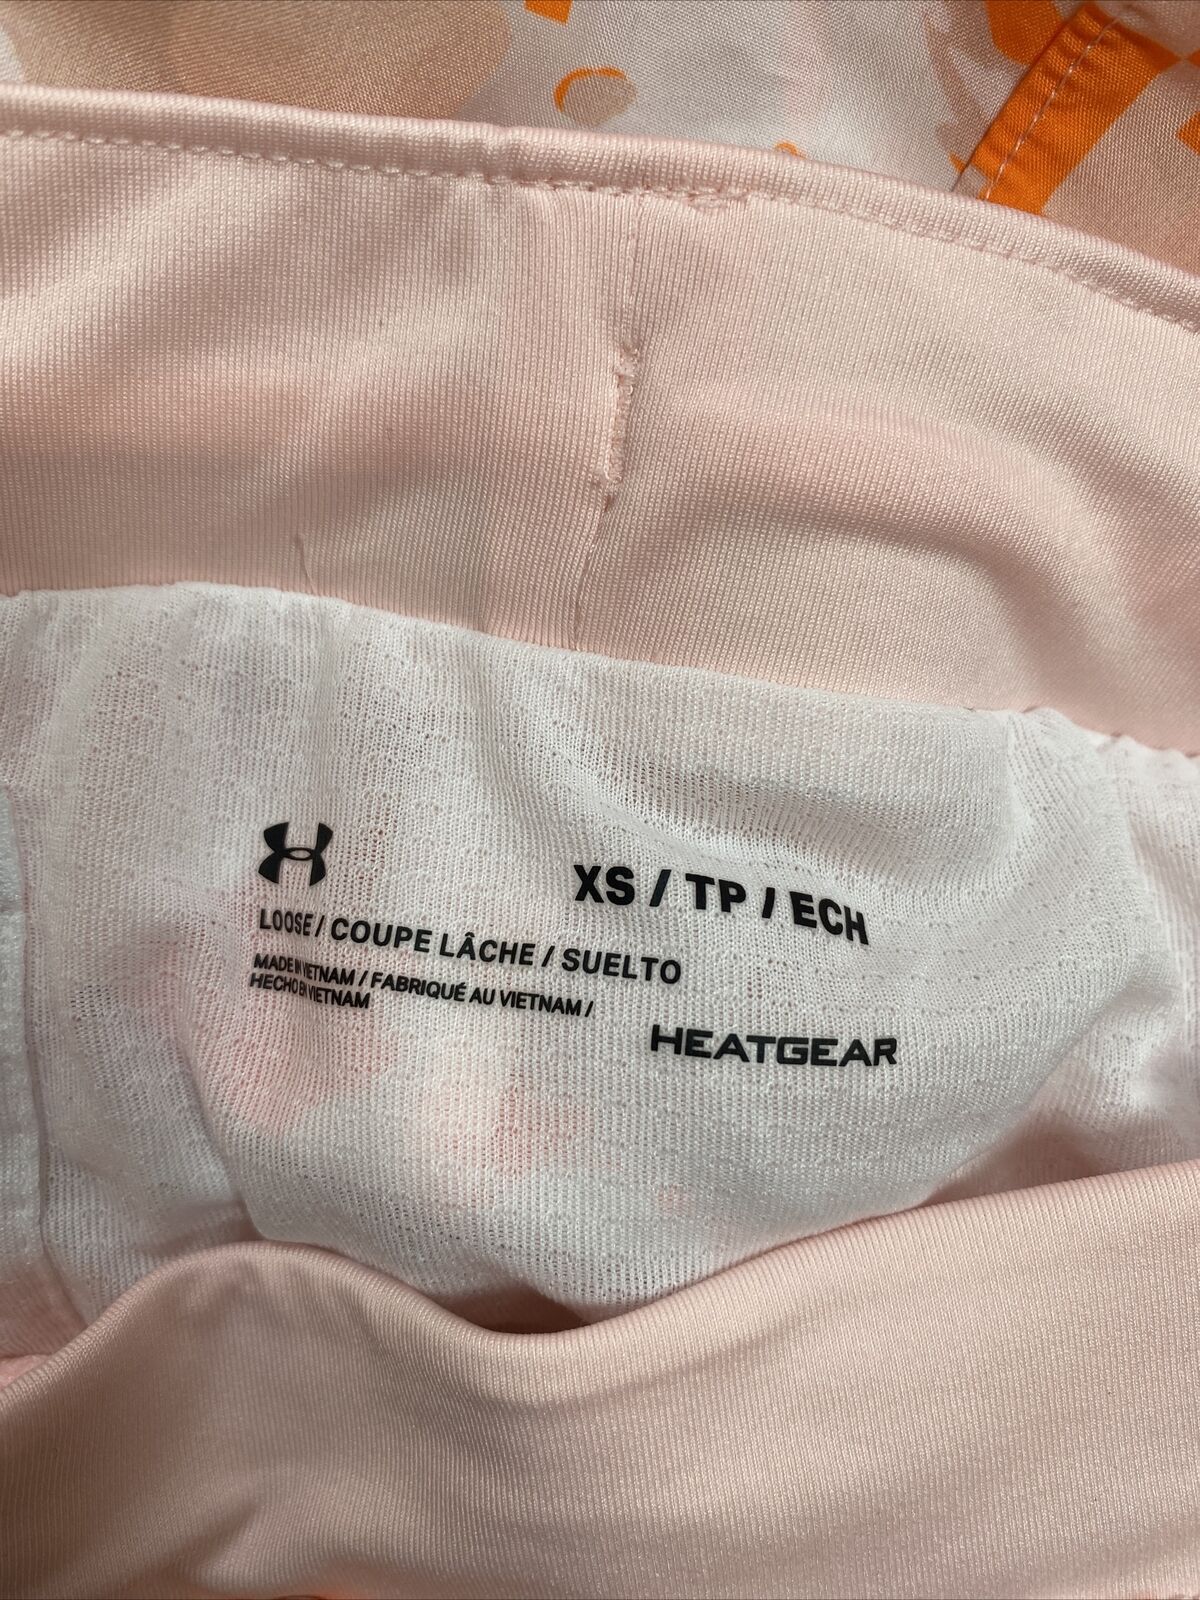 XS / TP / ECH
LOOSE / COUPE LÂCHE / SUELTO
MADE IN VIETNAM / FABRIQUÉ AU VIETNAM /
HECHO EN VIETNAM
HEATGEAR